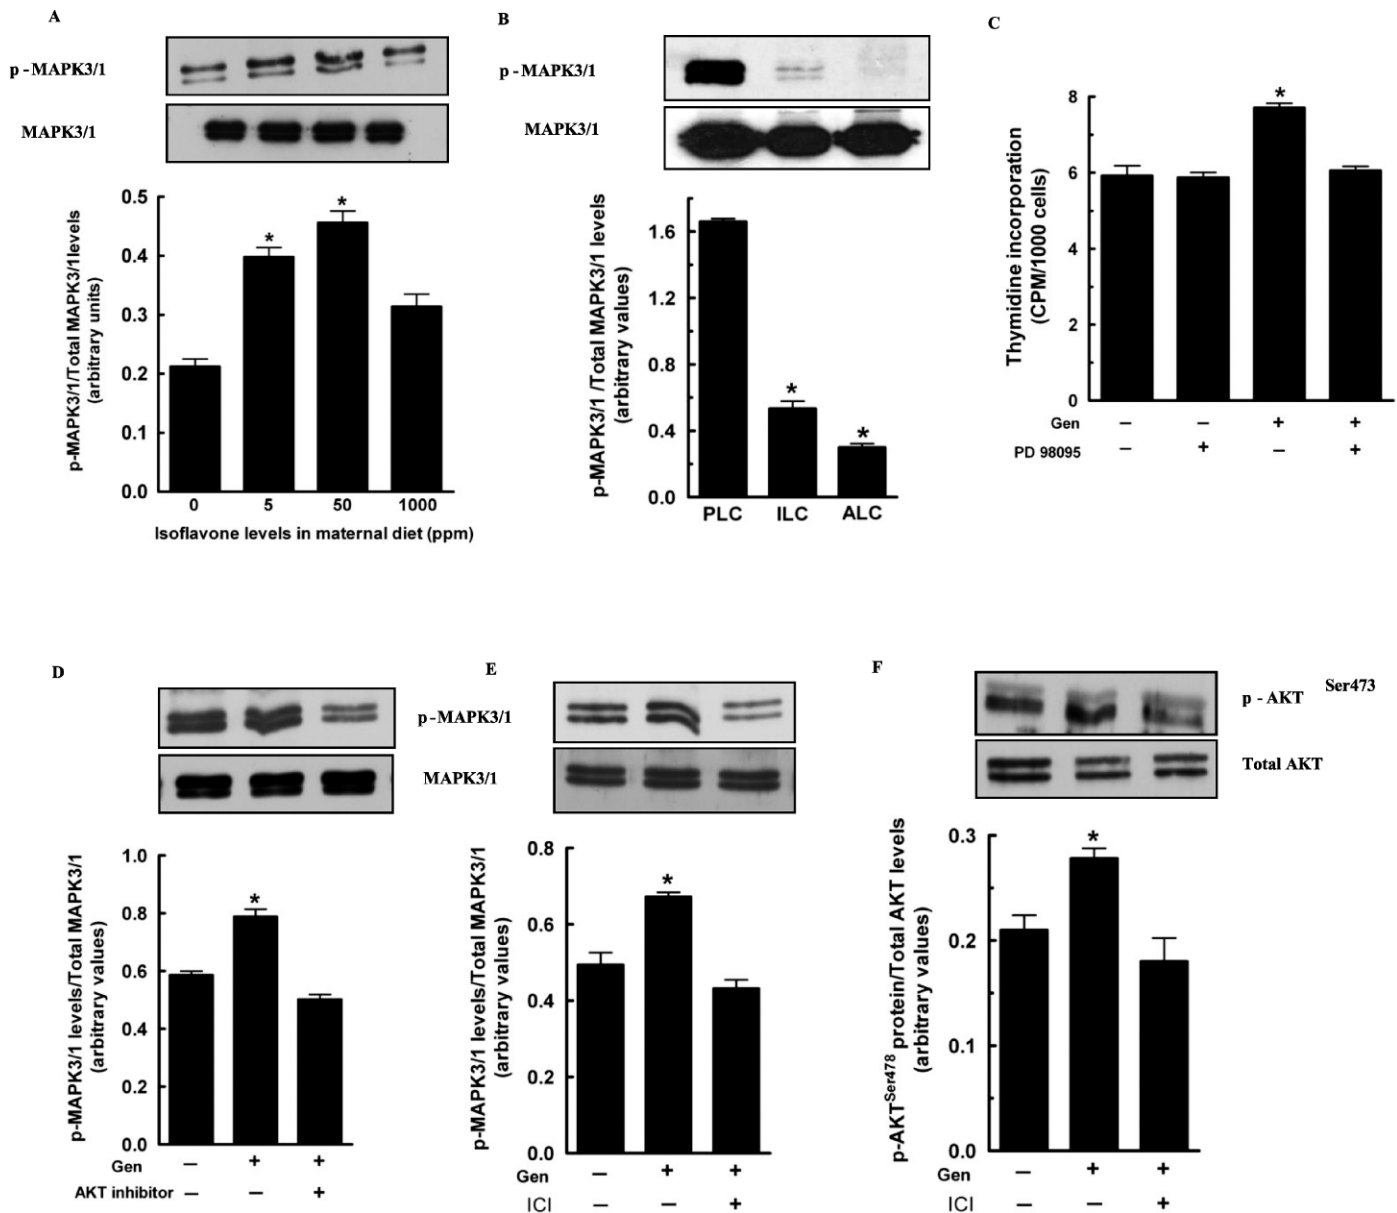 A
p - MAPK3/1
MAPK3/1
p-MAPK3/1/Total MAPK3/1levels
(arbitrary units)
0.5
0.4
0.3
0.2
0.1
0.0
*
*
0 5 50 1000
Isoflavone levels in maternal diet (ppm)
B
p - MAPK3/1
MAPK3/1
p-MAPK3/1 /Total MAPK3/1 levels
(arbitrary values)
1.6
1.2
0.8
0.4
0.0
*
*
PLC ILC ALC
C
Thymidine incorporation
(CPM/1000 cells)
8
6
4
2
0
*
Gen – – + +
PD 98095 – + – +
D
p - MAPK3/1
MAPK3/1
p-MAPK3/1 levels/Total MAPK3/1
(arbitrary values)
1.0
0.8
0.6
0.4
0.2
0.0
*
Gen – + +
AKT inhibitor – – +
E
p-MAPK3/1 levels/Total MAPK3/1
(arbitrary values)
0.8
0.6
0.4
0.2
0.0
*
Gen – + +
ICI – – +
F
p - AKT Ser473
Total AKT
p-AKTSer478 protein/Total AKT levels
(arbitrary values)
0.3
0.2
0.1
0.0
*
Gen – + +
ICI – – +